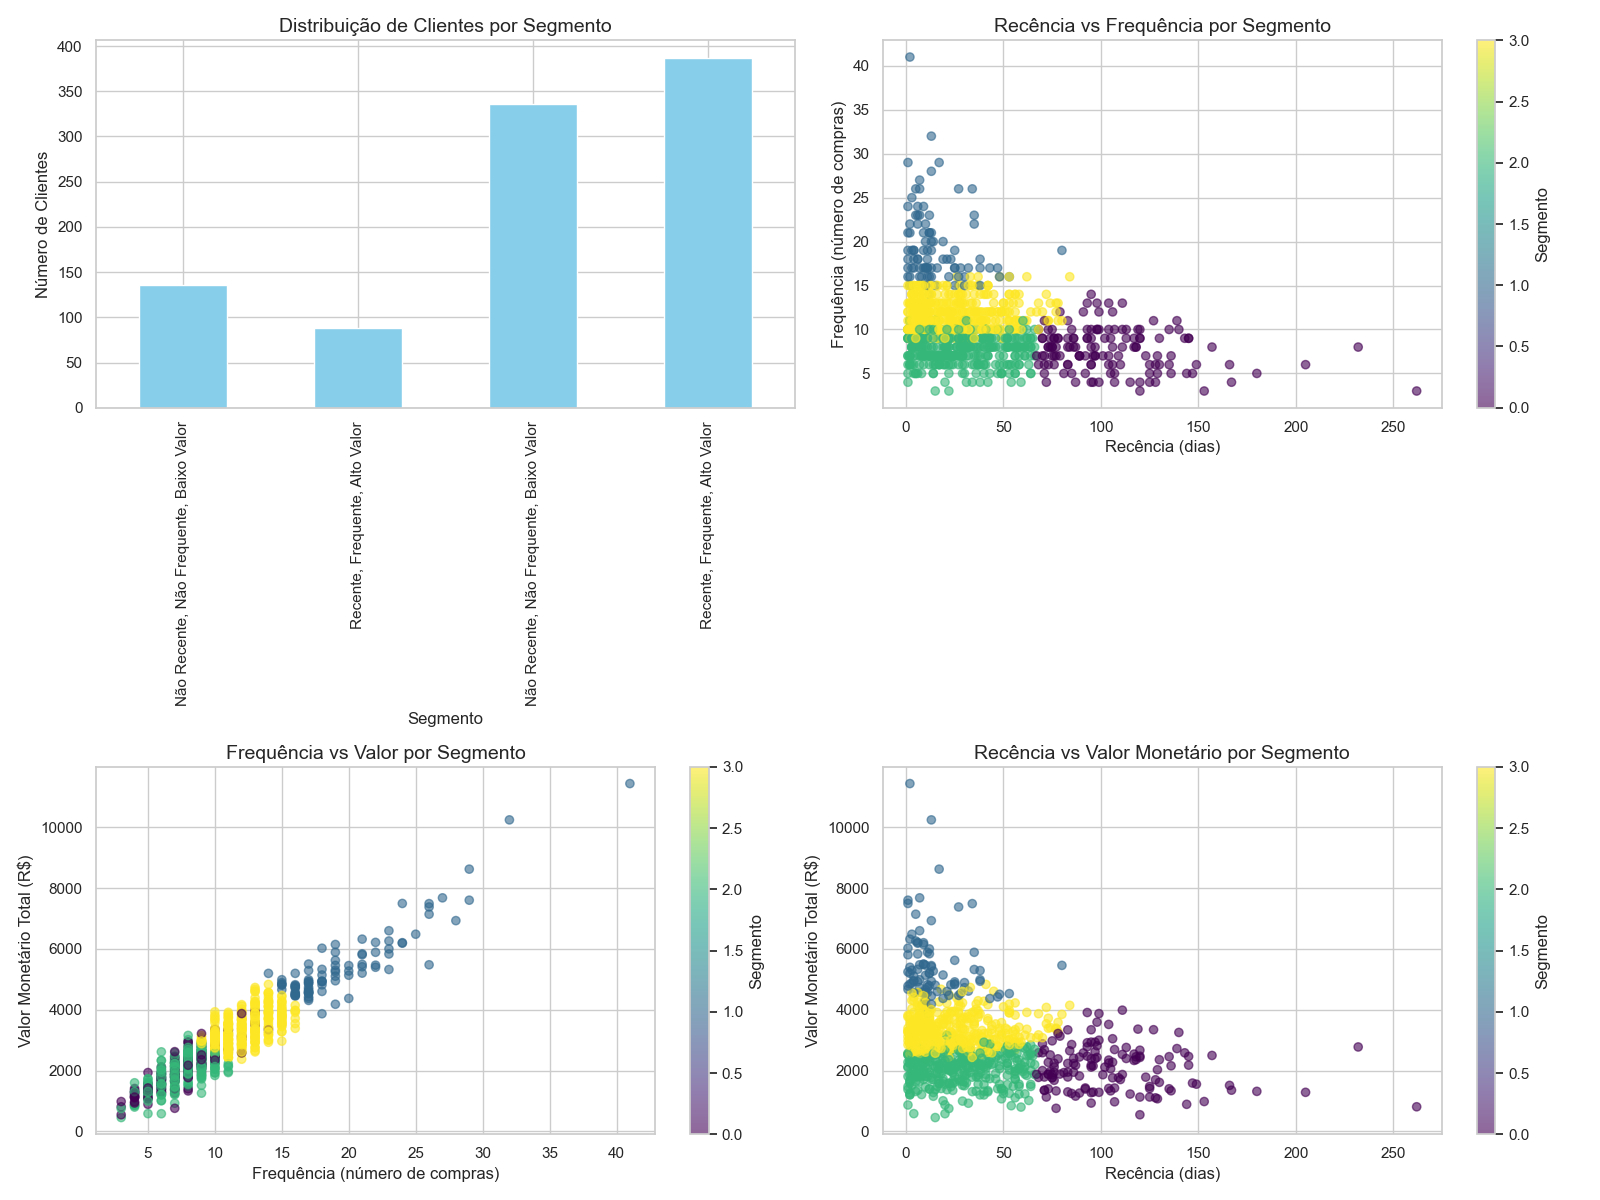 Distribuição de Clientes por Segmento
400
350
300
250
200
150
100
50
0
Número de Clientes
Não Recente, Não Frequente, Baixo Valor
Recente, Frequente, Alto Valor
Não Recente, Não Frequente, Baixo Valor
Recente, Frequente, Alto Valor
Segmento
Recência vs Frequência por Segmento
40
35
30
25
20
15
10
5
Frequência (número de compras)
0 50 100 150 200 250
Recência (dias)
3.0
2.5
2.0
1.5
1.0
0.5
0.0
Segmento
Frequência vs Valor por Segmento
10000
8000
6000
4000
2000
0
Valor Monetário Total (R$)
5 10 15 20 25 30 35 40
Frequência (número de compras)
3.0
2.5
2.0
1.5
1.0
0.5
0.0
Segmento
Recência vs Valor Monetário por Segmento
10000
8000
6000
4000
2000
0
Valor Monetário Total (R$)
0 50 100 150 200 250
Recência (dias)
3.0
2.5
2.0
1.5
1.0
0.5
0.0
Segmento